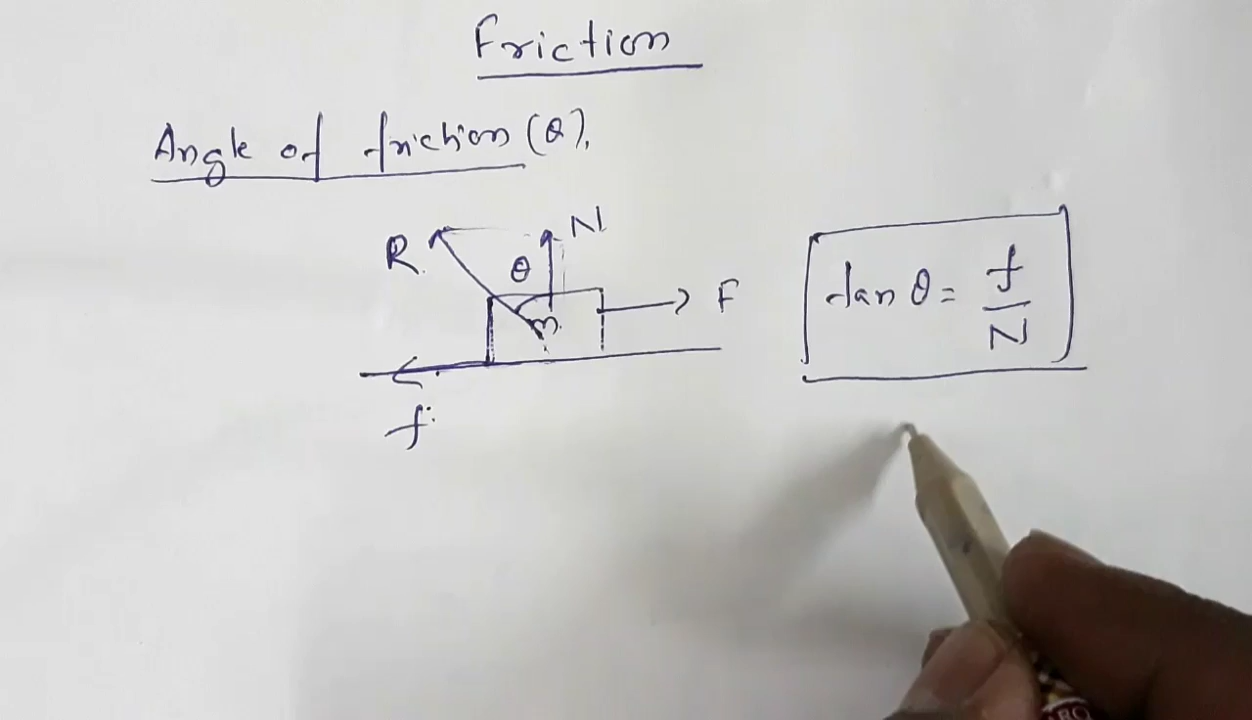 Friction
Angle of friction (θ).
R. θ N
m F
f
tan θ = f/N